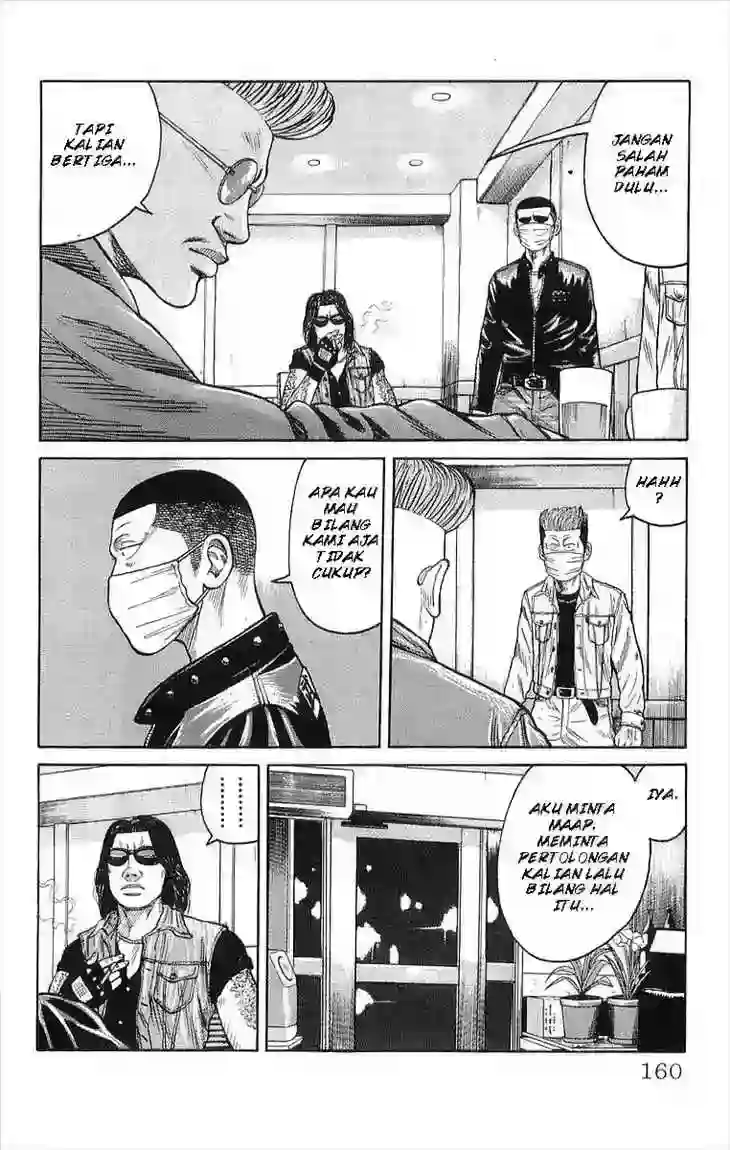 JANGAN
SALAH
PAHAM
DULU...
TAPI
KALIAN
BERTIGA...
HAHH
?
APA KAU
MAU
BILANG
KAMI AJA
TIDAK
CUKUP?
IYA.
AKU MINTA
MAAP,
MEMINTA
PERTOLONGAN
KALIAN LALU
BILANG HAL
ITU...
160